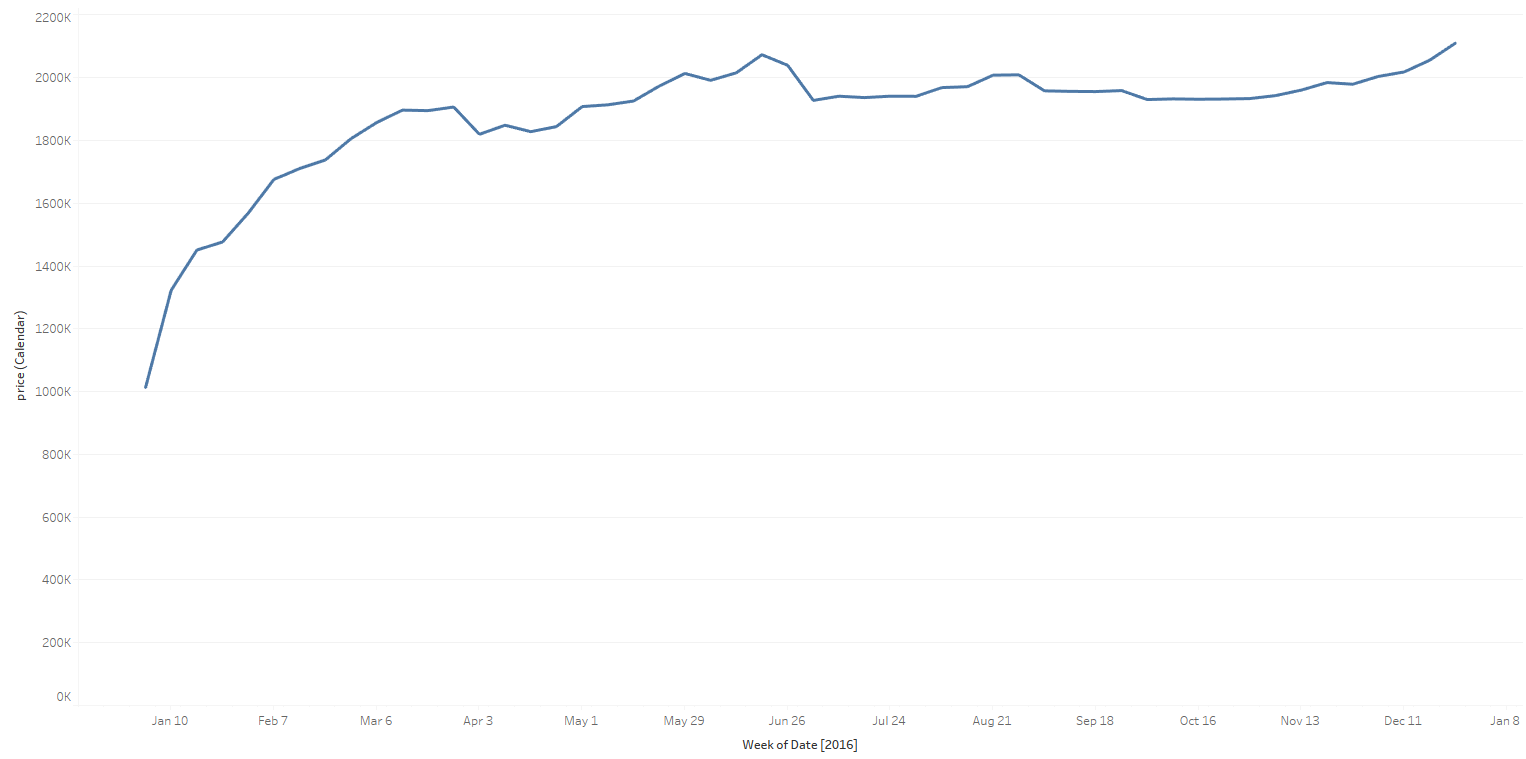 2200K
2000K
1800K
1600K
1400K
1200K
1000K
800K
600K
400K
200K
0K
price (Calendar)
Jan 10 Feb 7 Mar 6 Apr 3 May 1 May 29 Jun 26 Jul 24 Aug 21 Sep 18 Oct 16 Nov 13 Dec 11 Jan 8
Week of Date [2016]